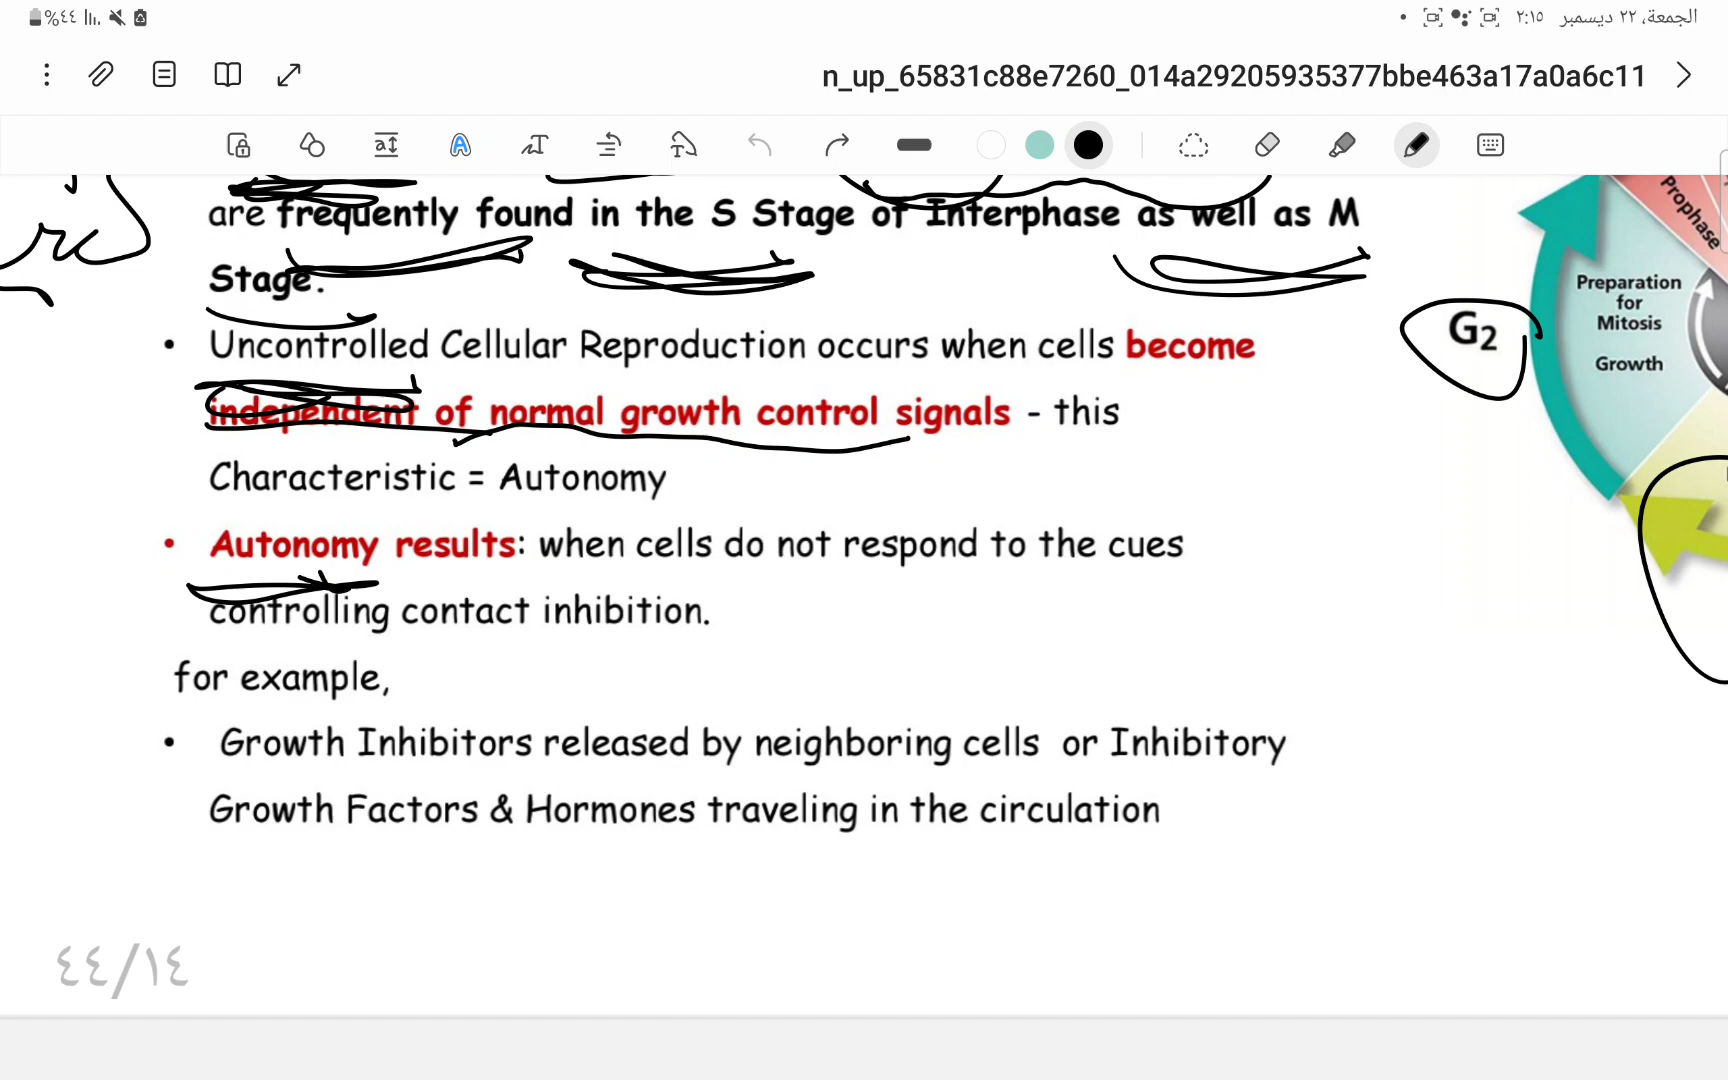 %٤٤
الجمعة، ٢٢ ديسمبر ٢:١٥
n_up_65831c88e7260_014a29205935377bbe463a17a0a6c11
are frequently found in the S Stage of Interphase as well as M
Stage.
• Uncontrolled Cellular Reproduction occurs when cells become
independent of normal growth control signals - this
Characteristic = Autonomy
• Autonomy results: when cells do not respond to the cues
controlling contact inhibition.
for example,
• Growth Inhibitors released by neighboring cells or Inhibitory
Growth Factors & Hormones traveling in the circulation
Prophase
Preparation
for
Mitosis
Growth
G₂
٤٤/١٤